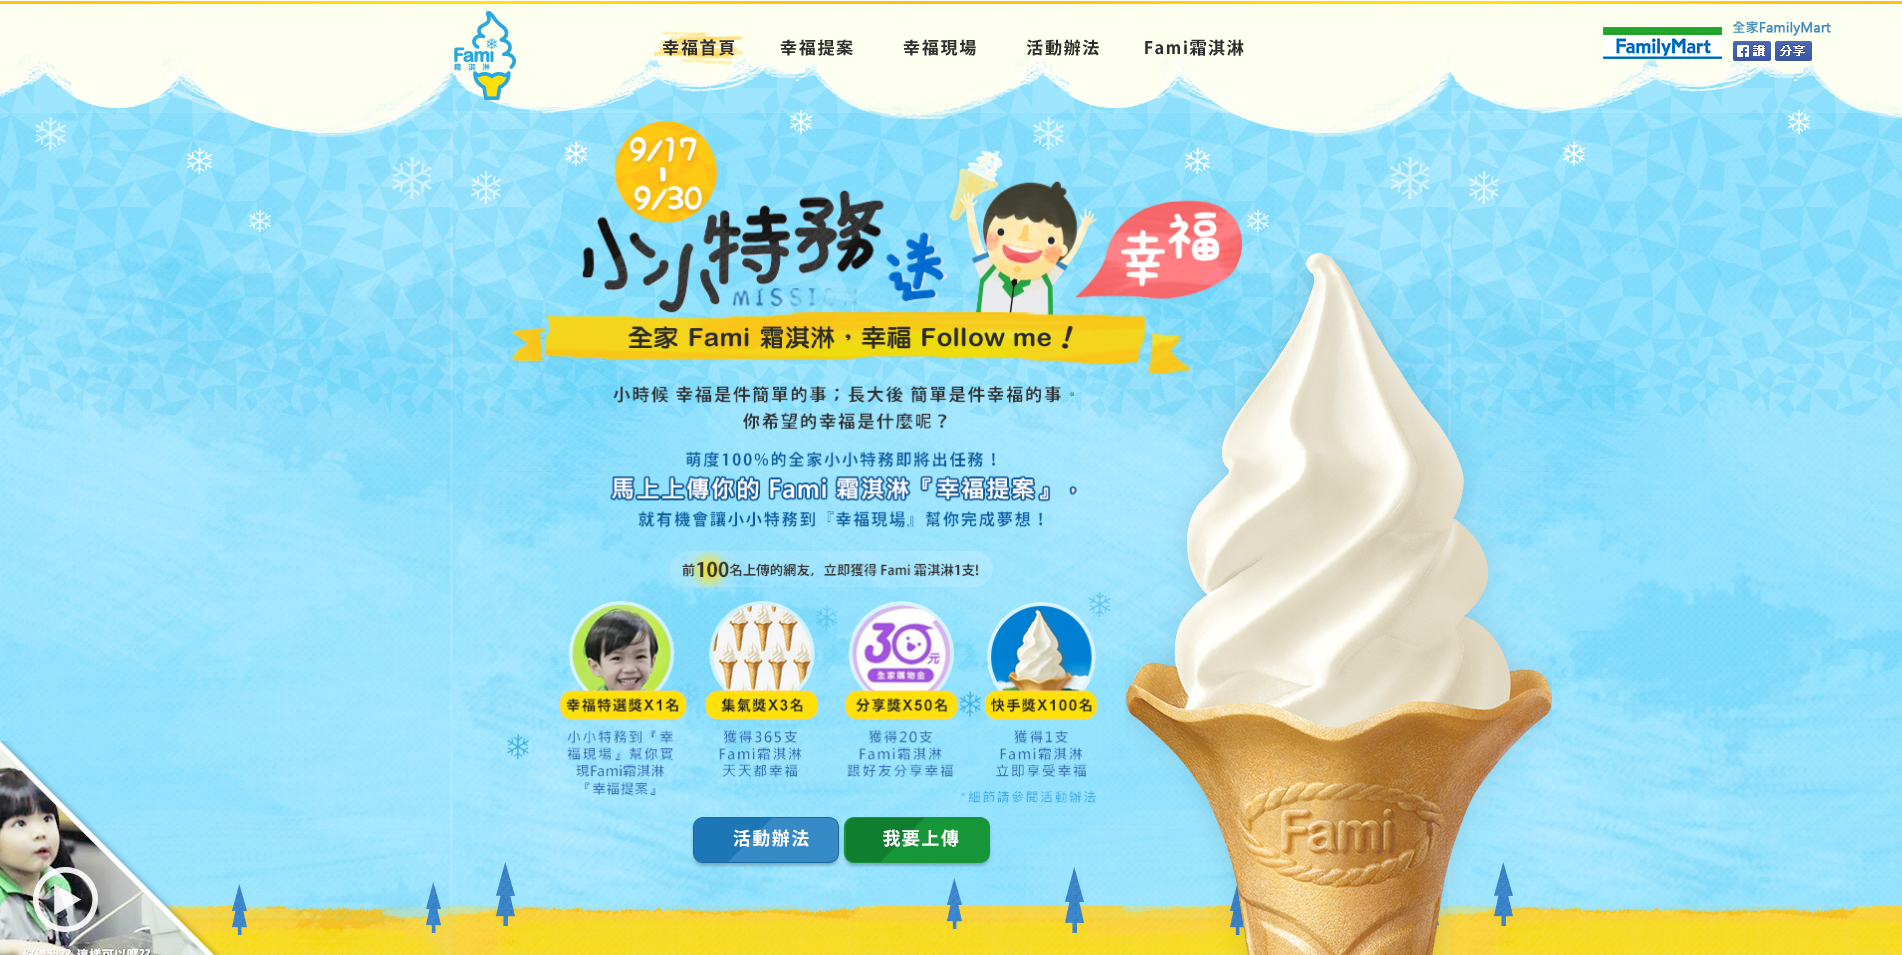 Fami
霜淇淋
幸福首頁
幸福提案
幸福現場
活動辦法
Fami霜淇淋
FamilyMart
全家FamilyMart
讚
分享
9/17
-
9/30
小小特務
MISSION
送
幸福
全家 Fami 霜淇淋，幸福 Follow me！
小時候 幸福是件簡單的事；長大後 簡單是件幸福的事。
你希望的幸福是什麼呢？
萌度100%的全家小小特務即將出任務！
馬上上傳你的 Fami 霜淇淋『幸福提案』，
就有機會讓小小特務到『幸福現場』幫你完成夢想！
前100名上傳的網友，立即獲得 Fami 霜淇淋1支!
30元
全家購物金
幸福特選獎X1名
集氣獎X3名
分享獎X50名
快手獎X100名
小小特務到『幸
福現場』幫你實
現Fami霜淇淋
『幸福提案』
獲得365支
Fami霜淇淋
天天都幸福
獲得20支
Fami霜淇淋
跟好友分享幸福
獲得1支
Fami霜淇淋
立即享受幸福
*細節請參閱活動辦法
活動辦法
我要上傳
Fami
這樣可以嗎??